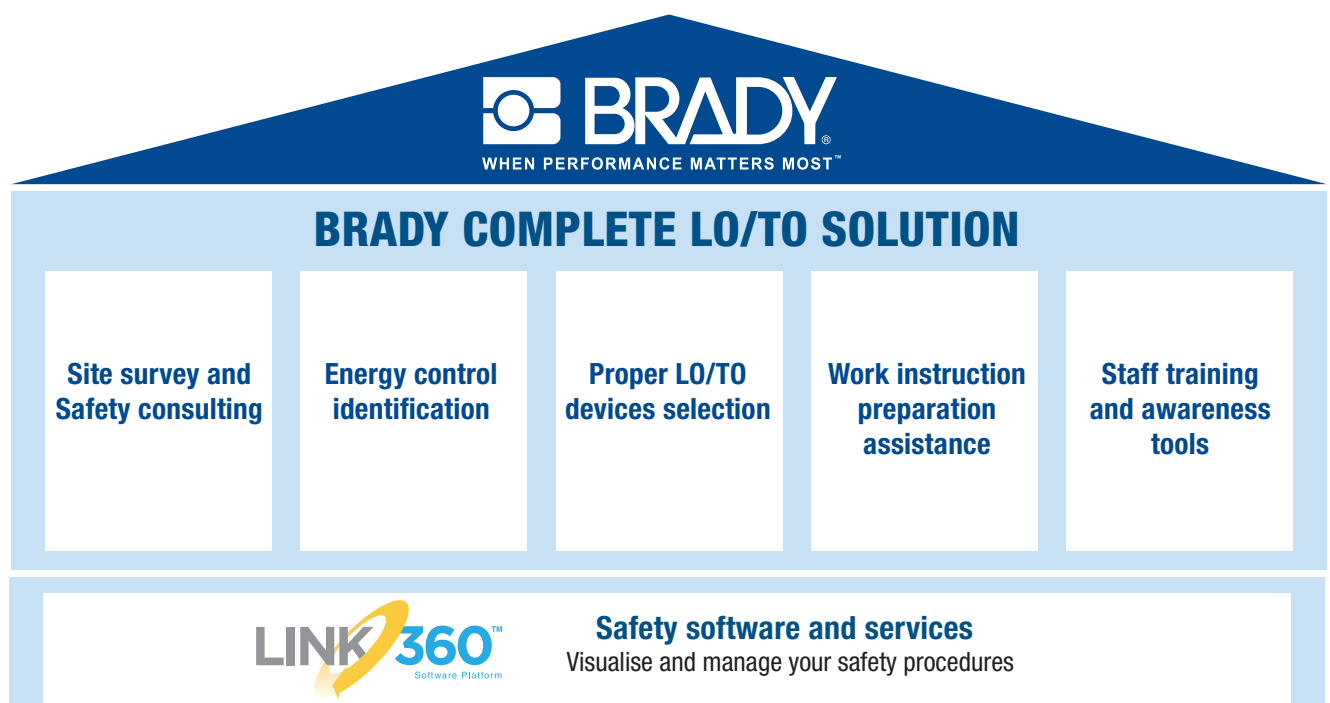 BRADY®
WHEN PERFORMANCE MATTERS MOST™
BRADY COMPLETE LO/TO SOLUTION
Site survey and
Safety consulting
Energy control
identification
Proper LO/TO
devices selection
Work instruction
preparation
assistance
Staff training
and awareness
tools
LINK360™
Software Platform
Safety software and services
Visualise and manage your safety procedures